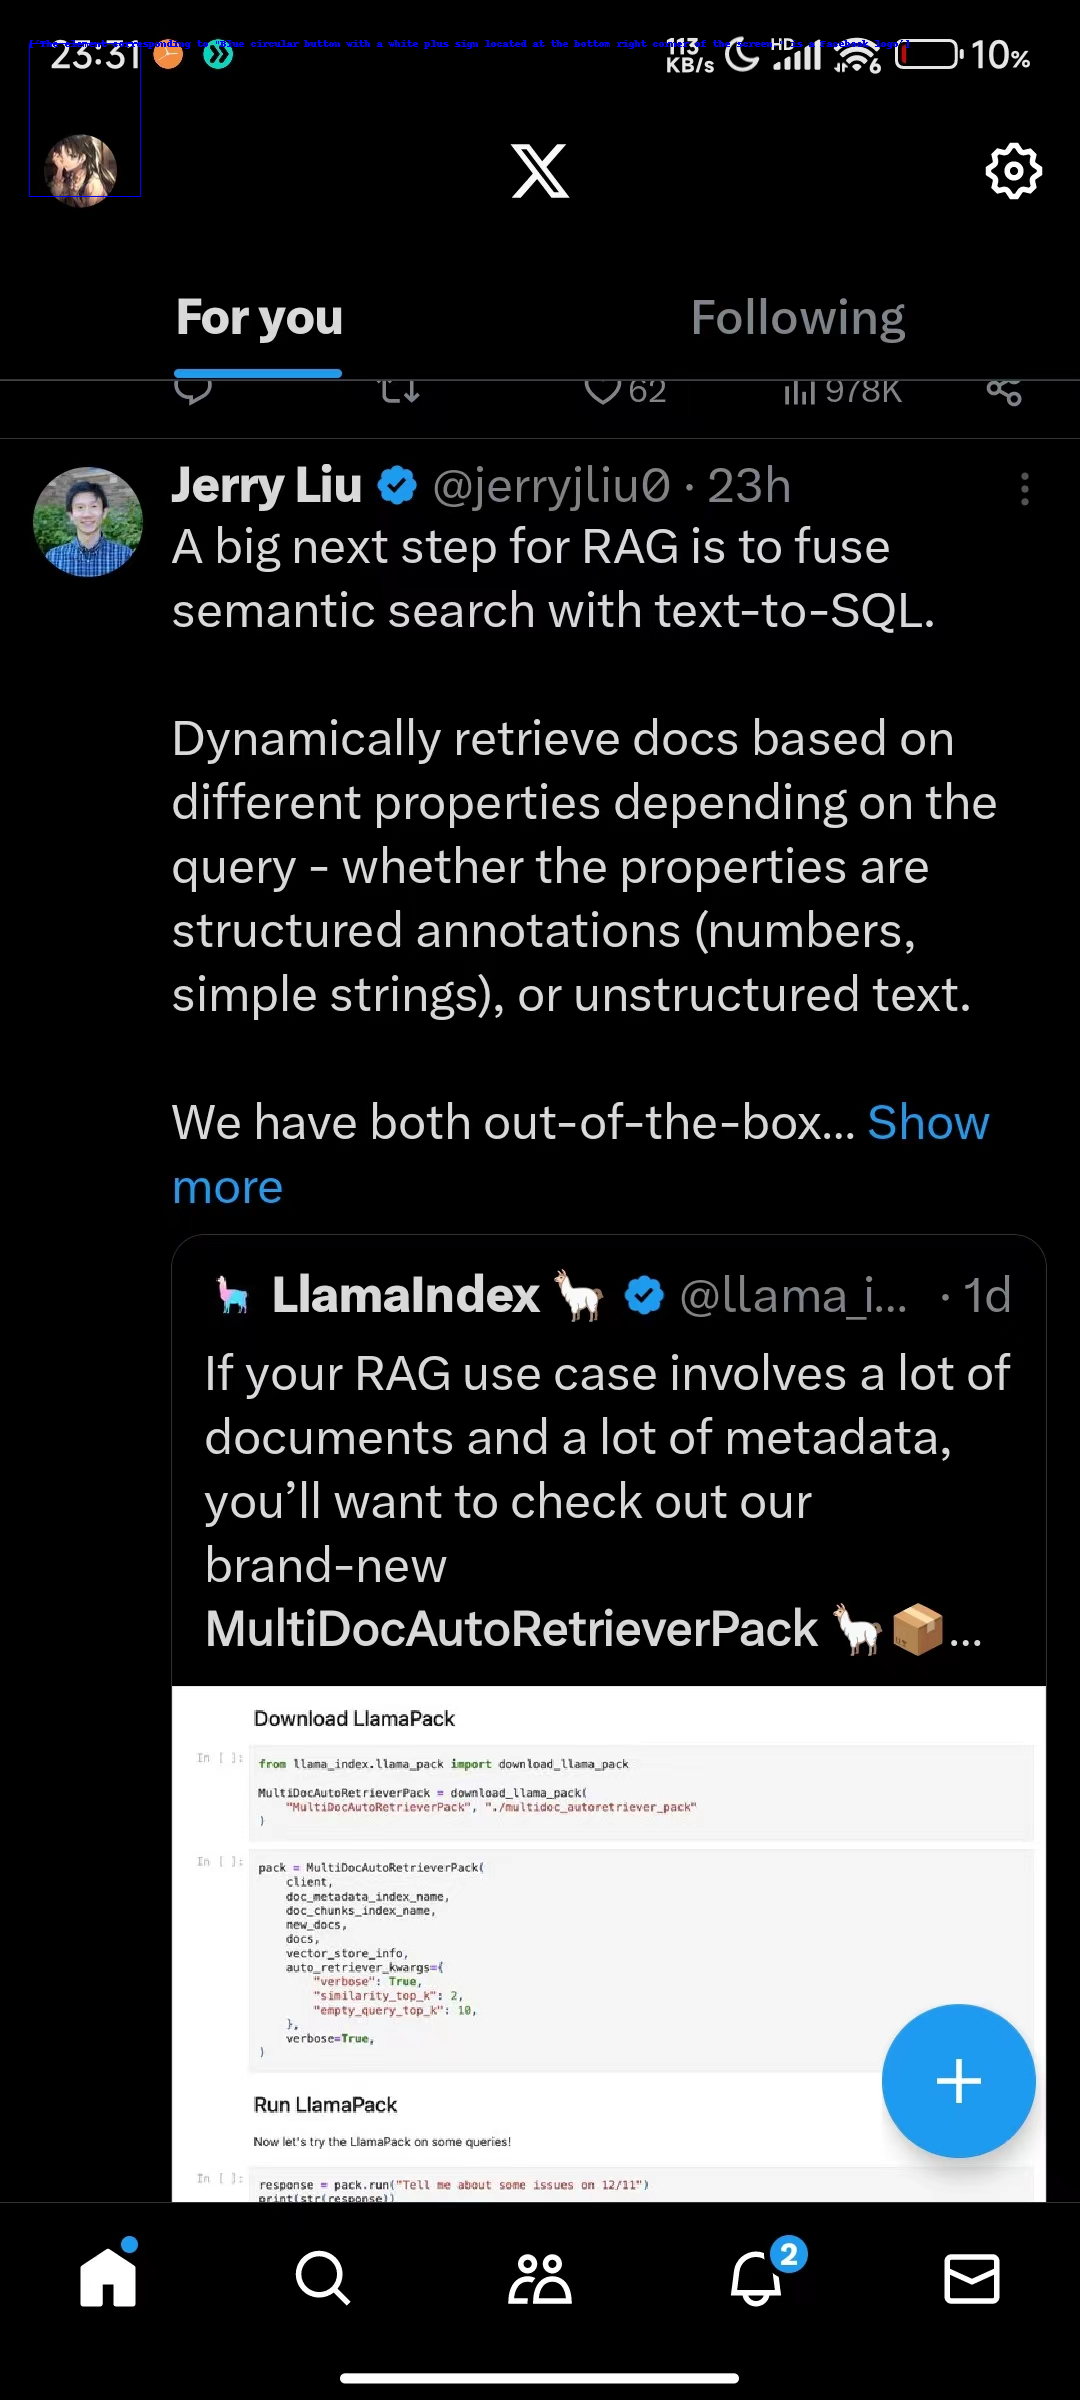 23:31
113
KB/s
HD
6
10%
For you
Following
62
978K
Jerry Liu @jerryjliu0 · 23h
A big next step for RAG is to fuse
semantic search with text-to-SQL.
Dynamically retrieve docs based on
different properties depending on the
query - whether the properties are
structured annotations (numbers,
simple strings), or unstructured text.
We have both out-of-the-box... Show
more
LlamaIndex 🦙 @llama_i... · 1d
If your RAG use case involves a lot of
documents and a lot of metadata,
you’ll want to check out our
brand-new
MultiDocAutoRetrieverPack 🦙📦...
Download LlamaPack
In [ ]:
from llama_index.llama_pack import download_llama_pack
MultiDocAutoRetrieverPack = download_llama_pack(
"MultiDocAutoRetrieverPack", "./multidoc_autoretriever_pack"
)
In [ ]:
pack = MultiDocAutoRetrieverPack(
client,
doc_metadata_index_name,
doc_chunks_index_name,
new_docs,
docs,
vector_store_info,
auto_retriever_kwargs={
"verbose": True,
"similarity_top_k": 2,
"empty_query_top_k": 10,
},
verbose=True,
)
Run LlamaPack
Now let's try the LlamaPack on some queries!
In [ ]:
response = pack.run("Tell me about some issues on 12/11")
print(str(response))
2